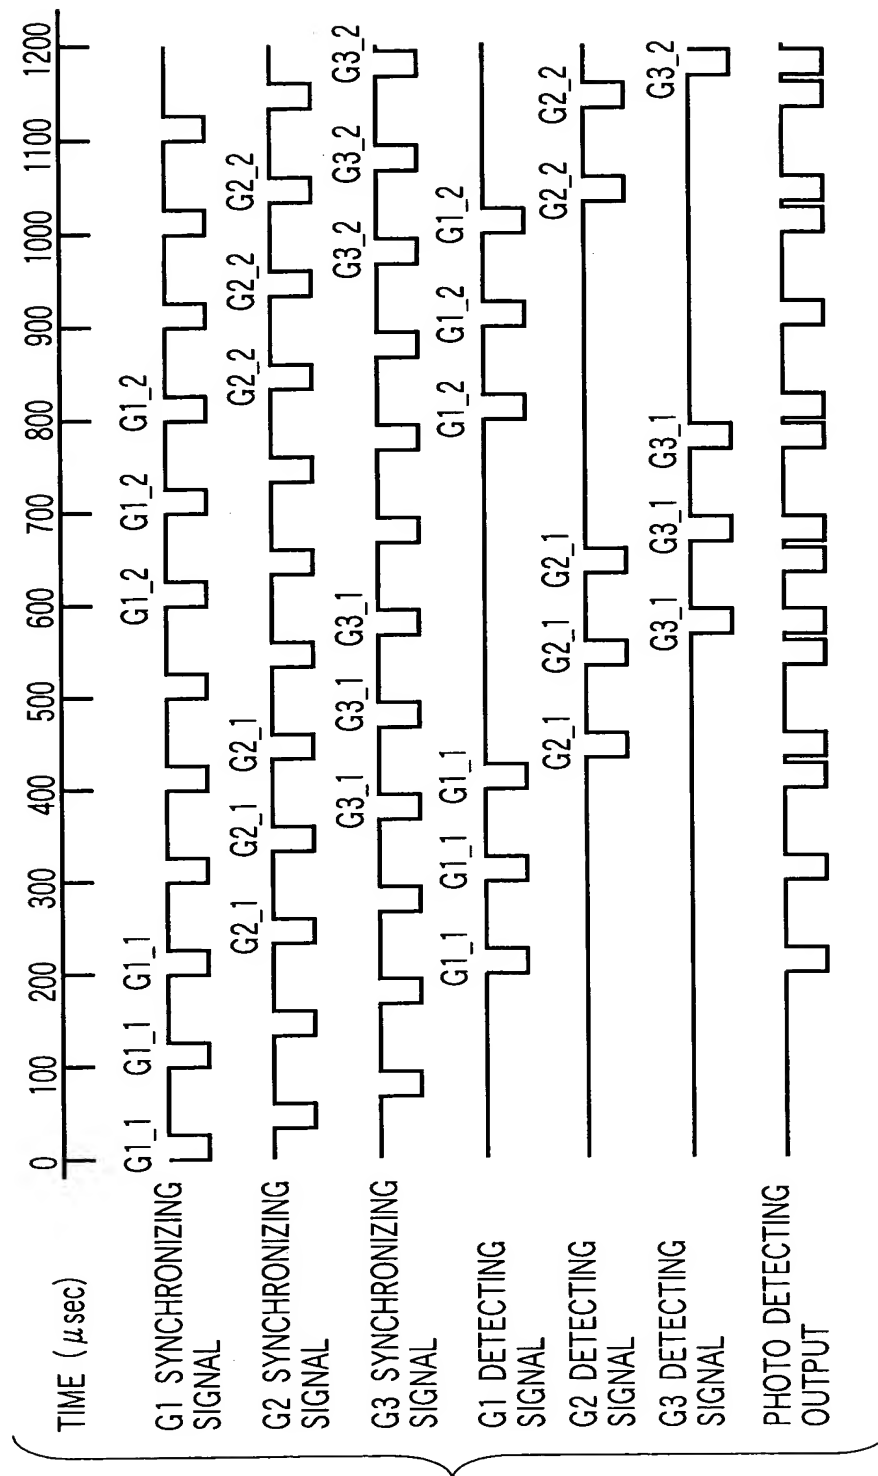 TIME (μsec)
0 100 200 300 400 500 600 700 800 900 1000 1100 1200
G1 SYNCHRONIZING
SIGNAL
G1_1 G1_1 G1_1 G1_2 G1_2 G1_2
G2 SYNCHRONIZING
SIGNAL
G2_1 G2_1 G2_1 G2_2 G2_2 G2_2
G3 SYNCHRONIZING
SIGNAL
G3_1 G3_1 G3_1 G3_2 G3_2 G3_2
G1 DETECTING
SIGNAL
G1_1 G1_1 G1_1 G1_2 G1_2 G1_2
G2 DETECTING
SIGNAL
G2_1 G2_1 G2_1 G2_2 G2_2
G3 DETECTING
SIGNAL
G3_1 G3_1 G3_1 G3_2
PHOTO DETECTING
OUTPUT